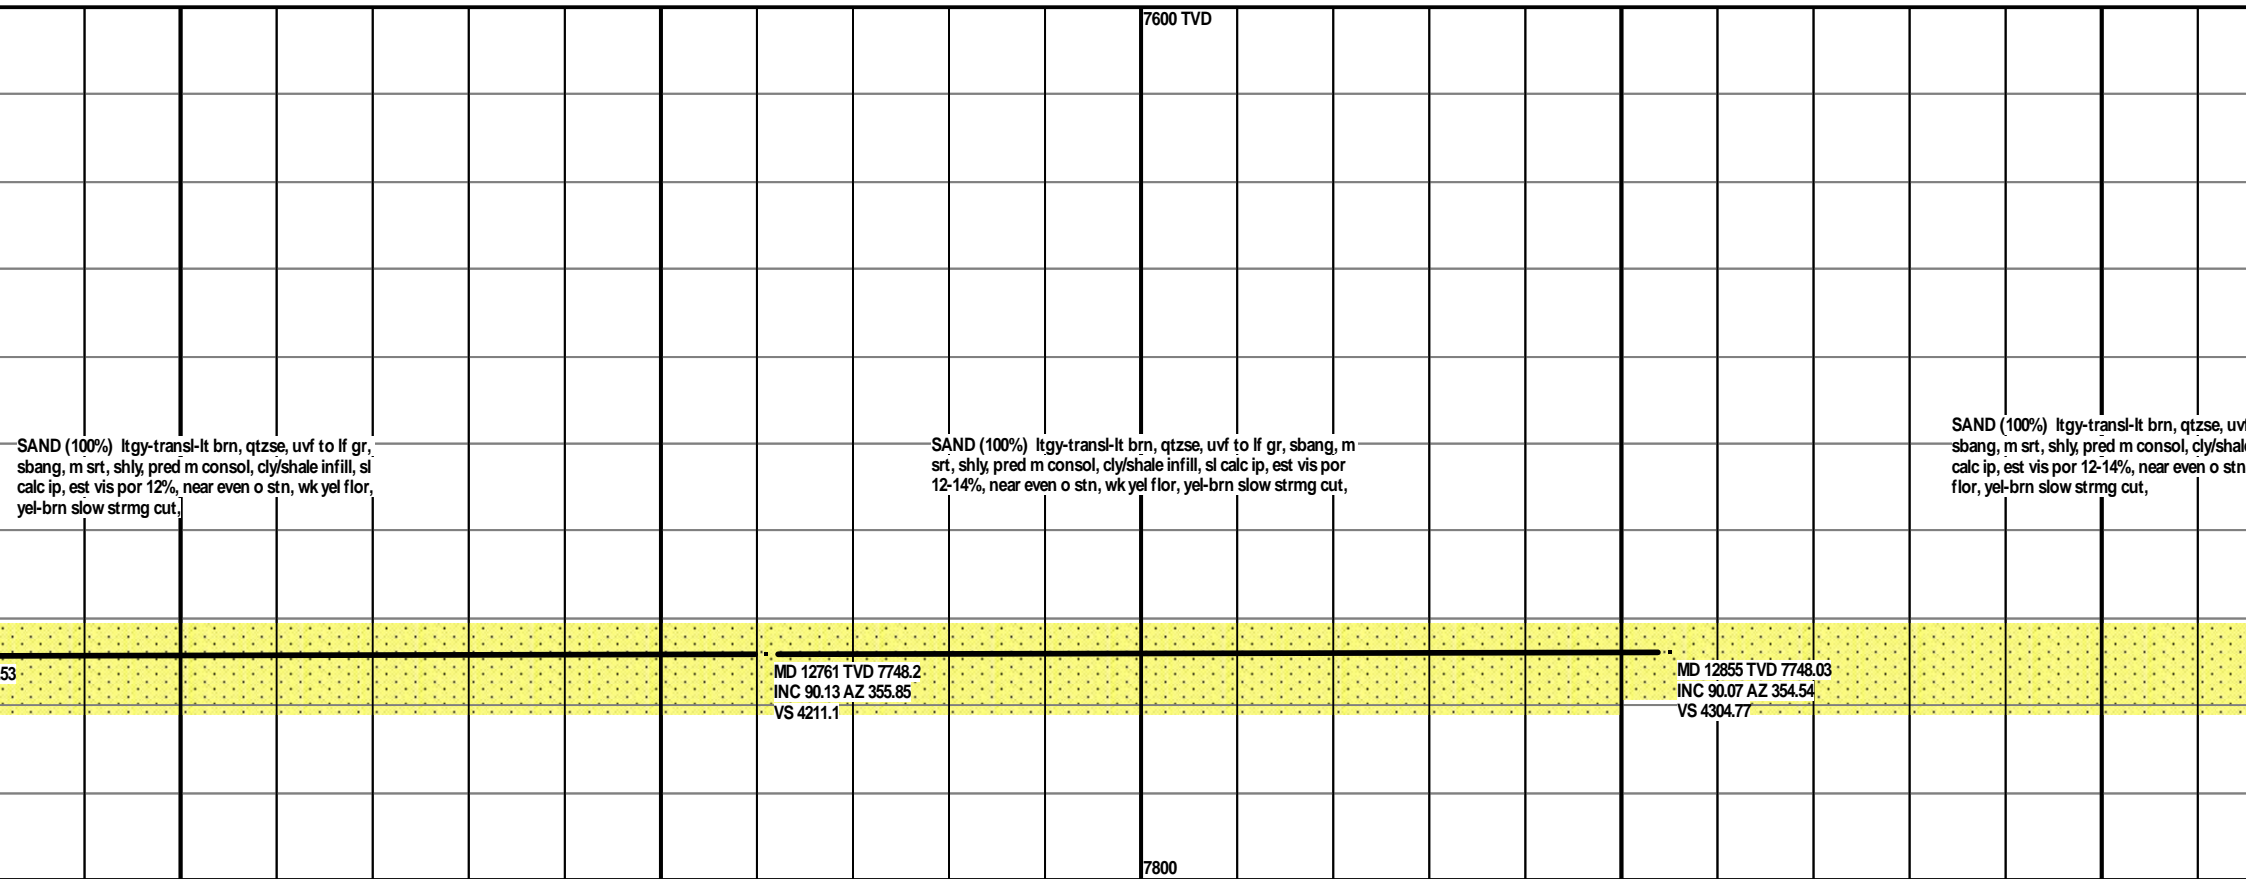 7600 TVD
SAND (100%) ltgy-transl-lt brn, qtzse, uvf to lf gr,
sbang, m srt, shly, pred m consol, cly/shale infill, sl
calc ip, est vis por 12%, near even o stn, wk yel flor,
yel-brn slow strmg cut,
SAND (100%) ltgy-transl-lt brn, qtzse, uvf to lf gr, sbang, m
srt, shly, pred m consol, cly/shale infill, sl calc ip, est vis por
12-14%, near even o stn, wk yel flor, yel-brn slow strmg cut,
SAND (100%) ltgy-transl-lt brn, qtzse, uvf
sbang, m srt, shly, pred m consol, cly/shale
calc ip, est vis por 12-14%, near even o stn
flor, yel-brn slow strmg cut,
53
MD 12761 TVD 7748.2
INC 90.13 AZ 355.85
VS 4211.1
MD 12855 TVD 7748.03
INC 90.07 AZ 354.54
VS 4304.77
7800